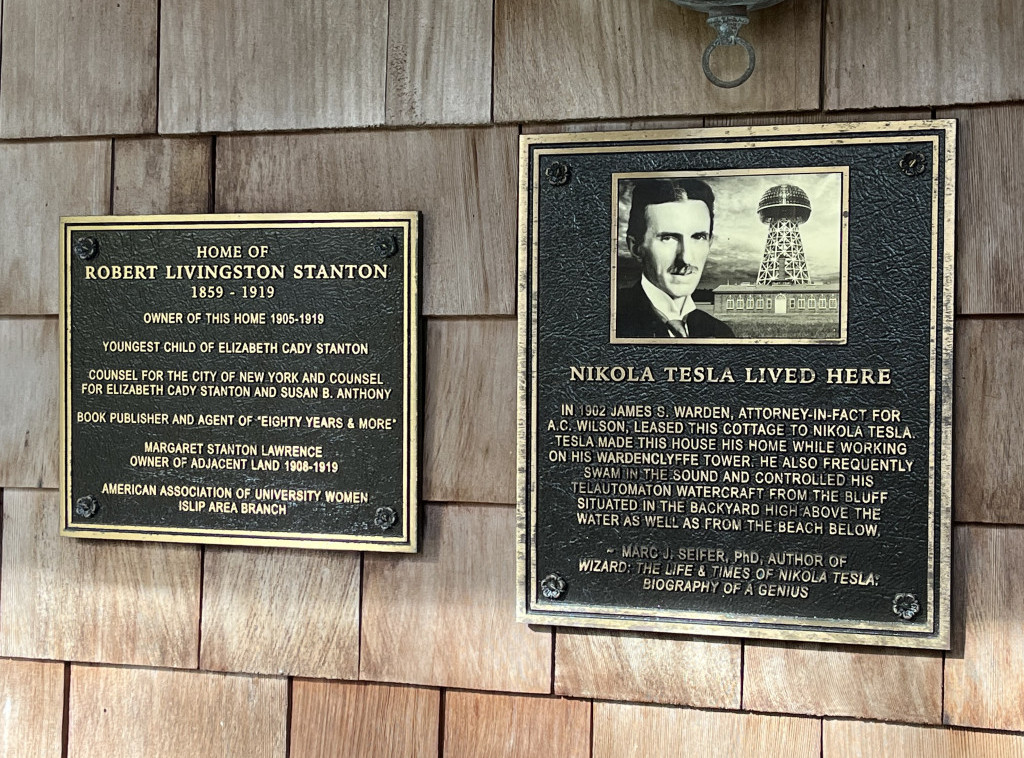 HOME OF
ROBERT LIVINGSTON STANTON
1859 - 1919
OWNER OF THIS HOME 1905-1919
YOUNGEST CHILD OF ELIZABETH CADY STANTON
COUNSEL FOR THE CITY OF NEW YORK AND COUNSEL
FOR ELIZABETH CADY STANTON AND SUSAN B. ANTHONY
BOOK PUBLISHER AND AGENT OF "EIGHTY YEARS & MORE"
MARGARET STANTON LAWRENCE
OWNER OF ADJACENT LAND 1908-1919
AMERICAN ASSOCIATION OF UNIVERSITY WOMEN
ISLIP AREA BRANCH
NIKOLA TESLA LIVED HERE
IN 1902 JAMES S. WARDEN, ATTORNEY-IN-FACT FOR
A.C. WILSON, LEASED THIS COTTAGE TO NIKOLA TESLA.
TESLA MADE THIS HOUSE HIS HOME WHILE WORKING
ON HIS WARDENCLYFFE TOWER. HE ALSO FREQUENTLY
SWAM IN THE SOUND AND CONTROLLED HIS
TELAUTOMATON WATERCRAFT FROM THE BLUFF
SITUATED IN THE BACKYARD HIGH ABOVE THE
WATER AS WELL AS FROM THE BEACH BELOW.
~ MARC J. SEIFER, PhD, AUTHOR OF
WIZARD: THE LIFE & TIMES OF NIKOLA TESLA:
BIOGRAPHY OF A GENIUS